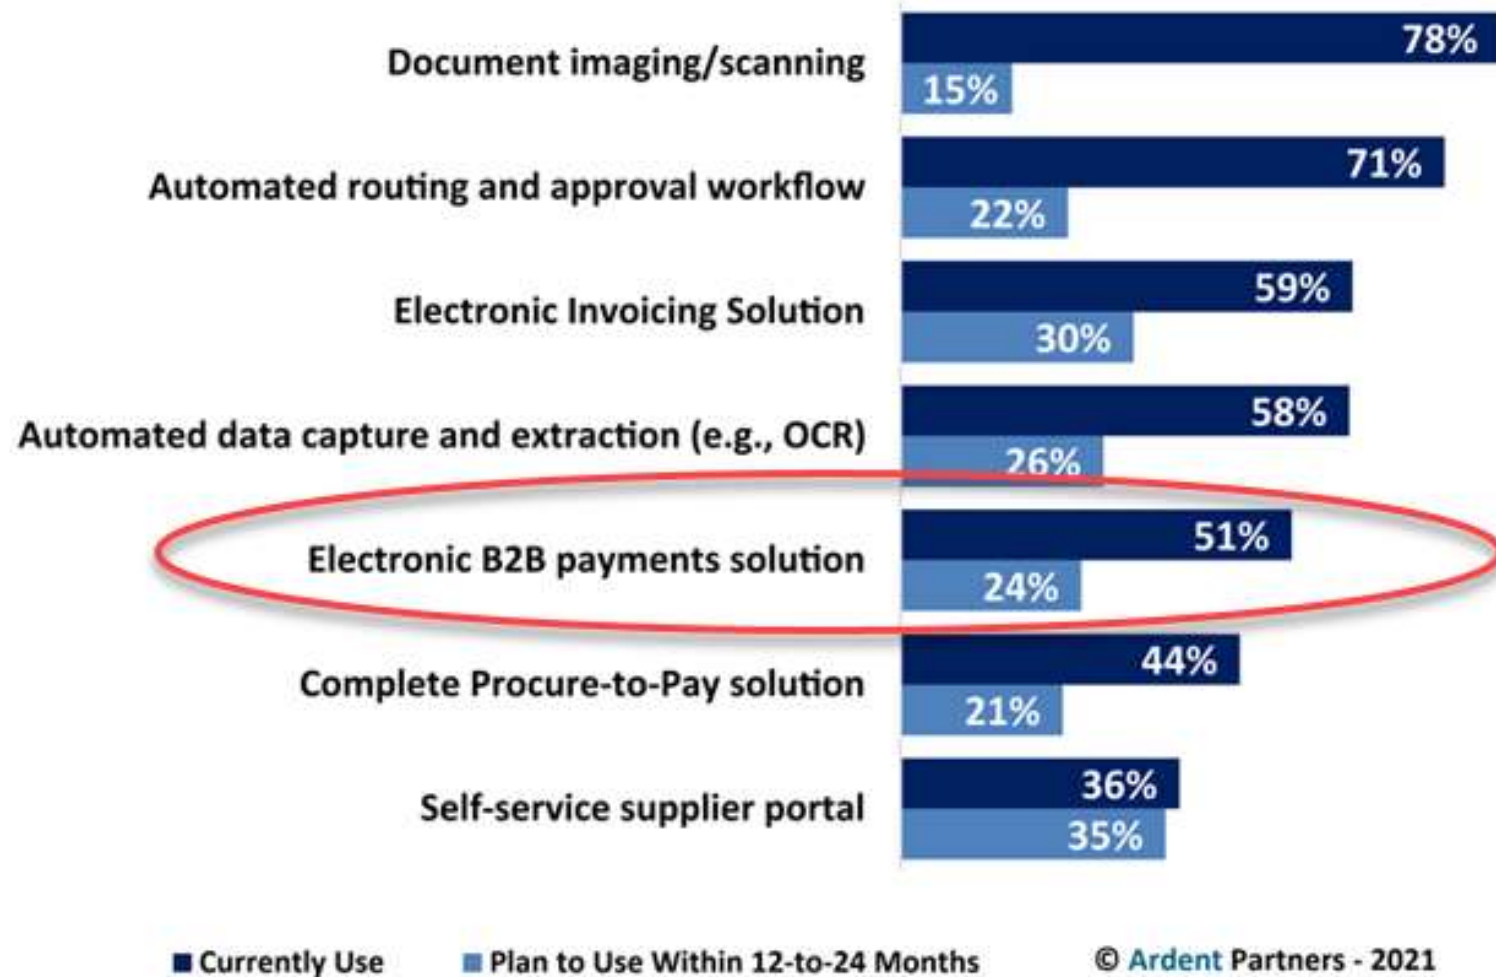 Document imaging/scanning
78%
15%
Automated routing and approval workflow
71%
22%
Electronic Invoicing Solution
59%
30%
Automated data capture and extraction (e.g., OCR)
58%
26%
Electronic B2B payments solution
51%
24%
Complete Procure-to-Pay solution
44%
21%
Self-service supplier portal
36%
35%
Currently Use
Plan to Use Within 12-to-24 Months
© Ardent Partners - 2021